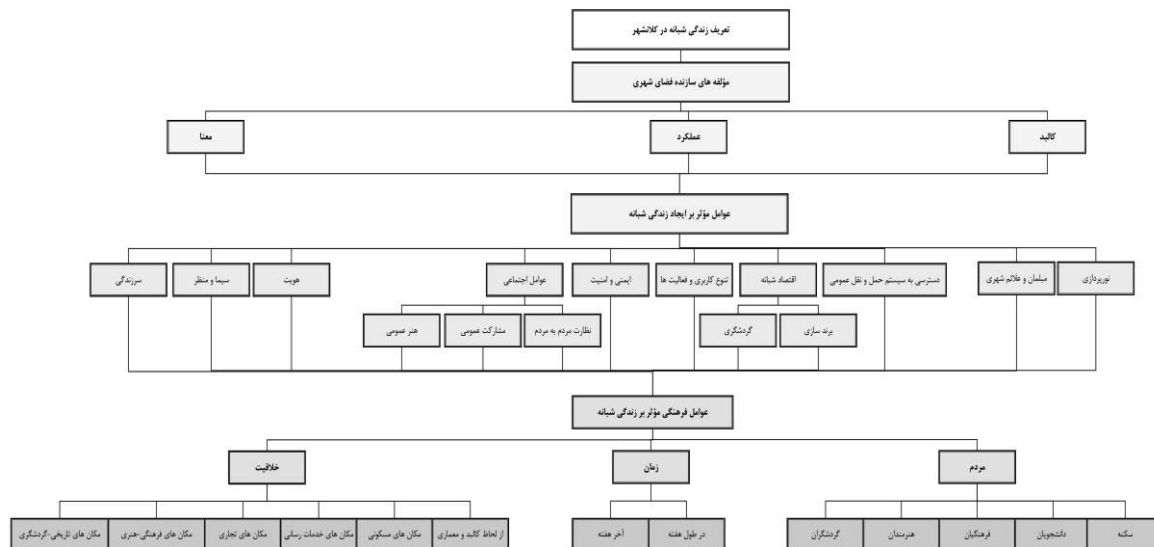 تعریف زندگی شبانه در کلانشهر
مؤلفه های سازنده فضای شهری
کالبد
عملکرد
معنا
عوامل مؤثر بر ایجاد زندگی شبانه
نورپردازی
مبلمان و علائم شهری
دسترسی به سیستم حمل و نقل عمومی
اقتصاد شبانه
تنوع کاربری و فعالیت ها
ایمنی و امنیت
عوامل اجتماعی
هویت
سیما و منظر
سرزندگی
برند سازی
گردشگری
نظارت مردم به مردم
مشارکت عمومی
هنر عمومی
عوامل فرهنگی مؤثر بر زندگی شبانه
مردم
زمان
خلاقیت
سکنه
دانشجویان
فرهنگیان
هنرمندان
گردشگران
در طول هفته
آخر هفته
از لحاظ کالبد و معماری
مکان های مسکونی
مکان های خدمات رسانی
مکان های تجاری
مکان های فرهنگی-هنری
مکان های تاریخی-گردشگری